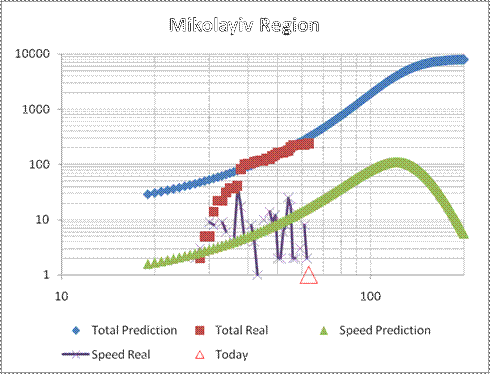 Mikolayiv Region
10000
1000
100
10
1
10 100
Total Prediction Total Real Speed Prediction
Speed Real Today